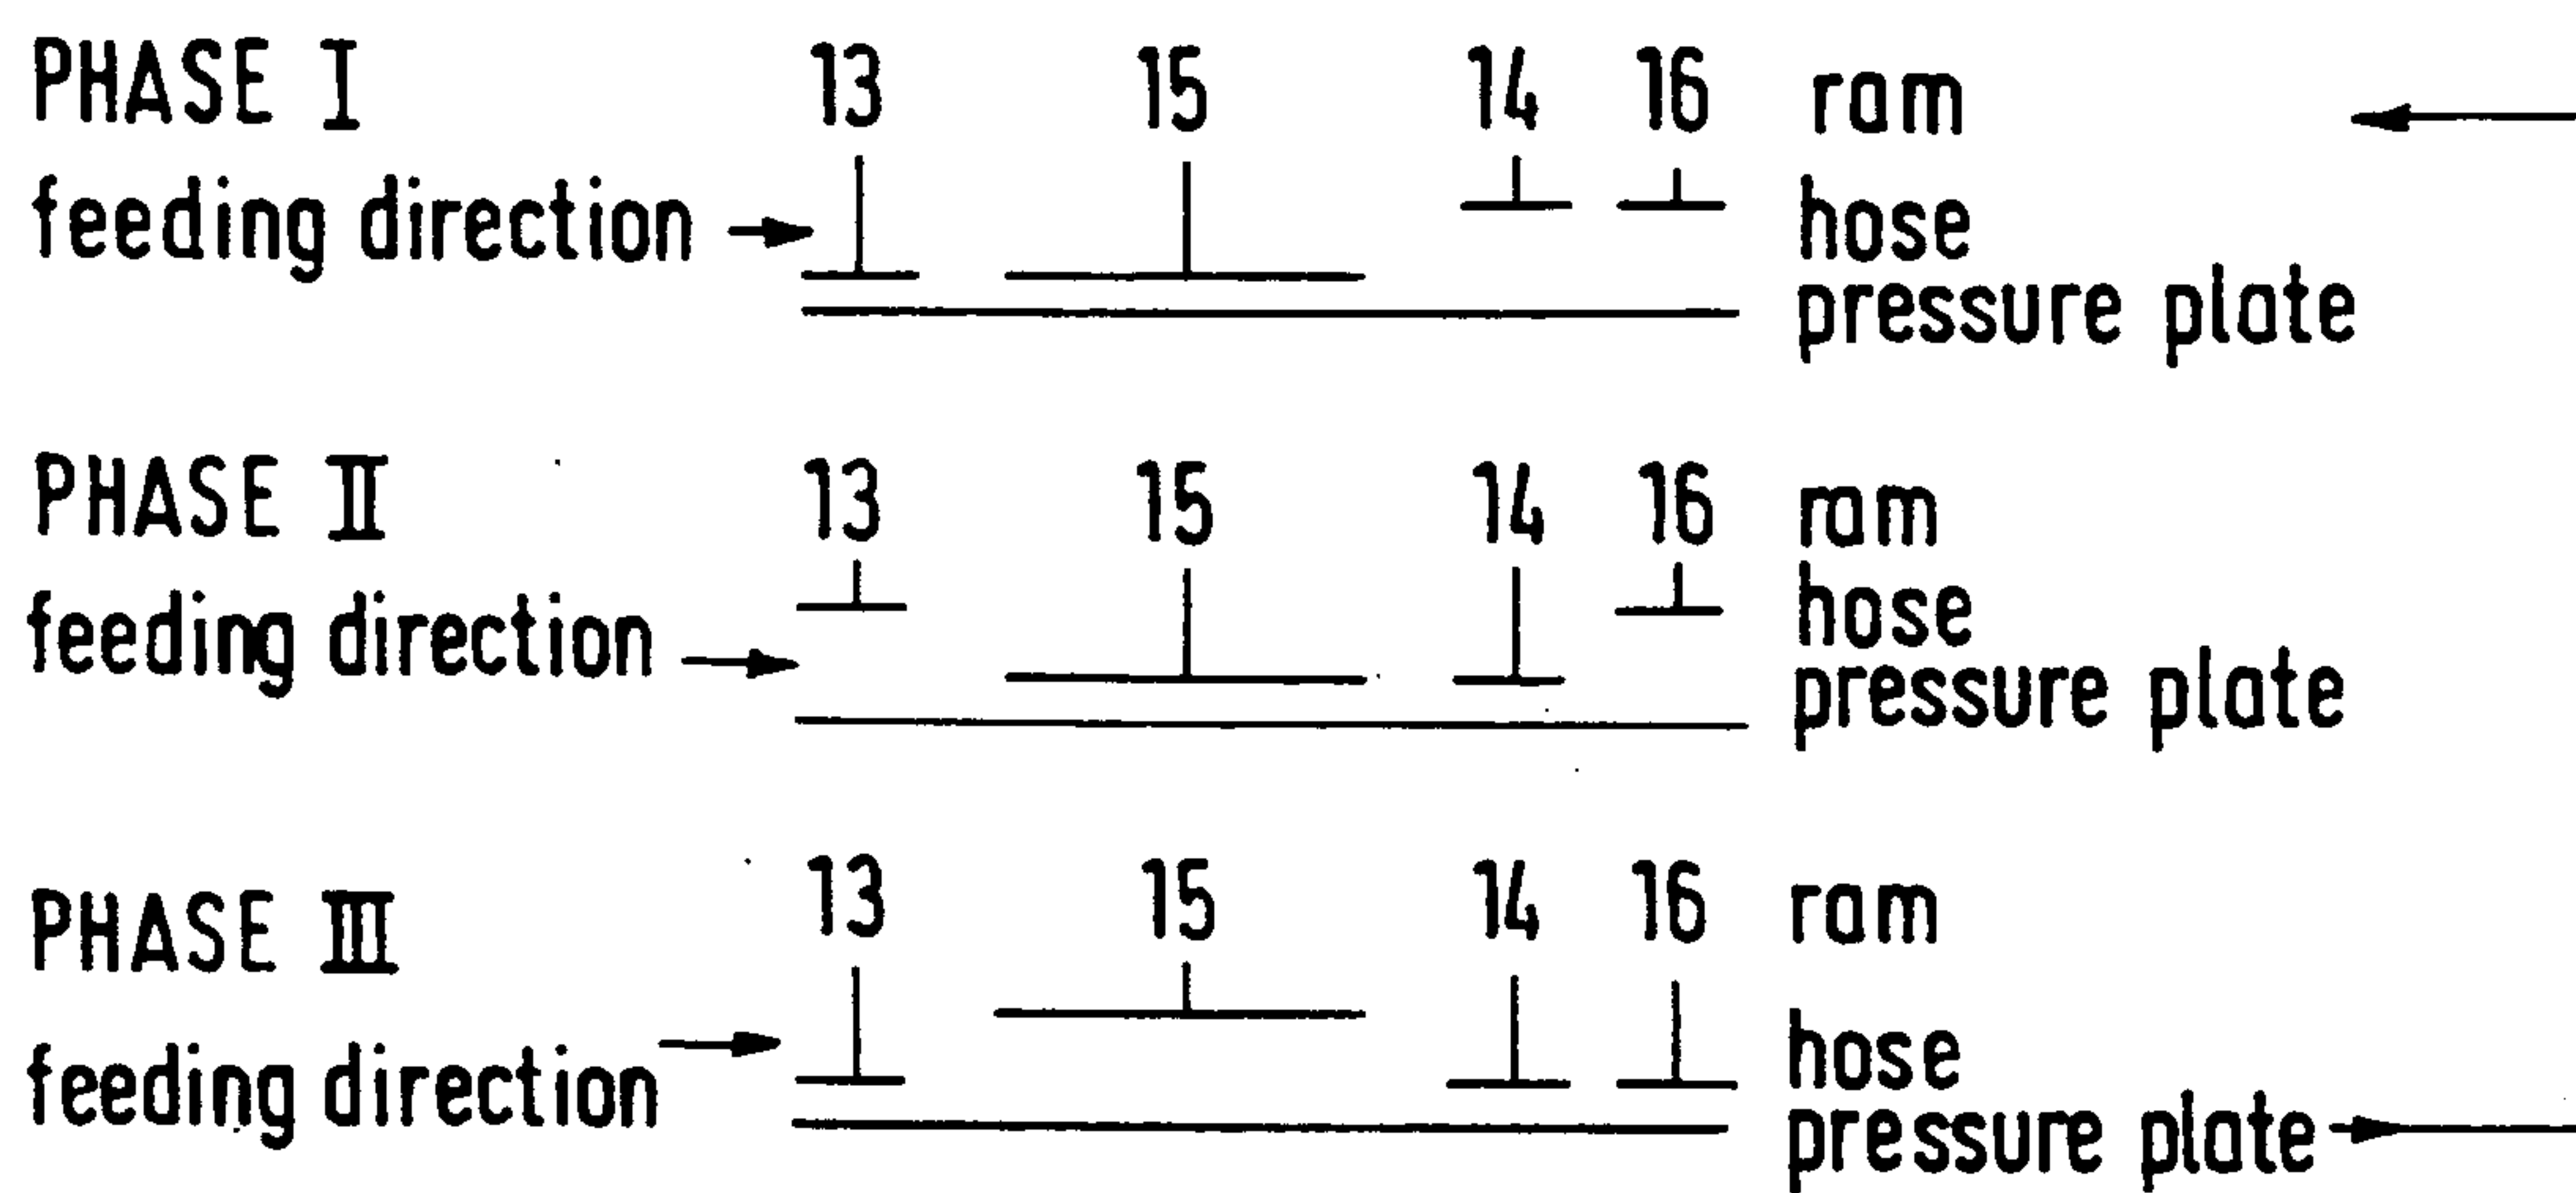 PHASE I 13 15 14 16 ram
feeding direction hose
pressure plate
PHASE II 13 15 14 16 ram
feeding direction hose
pressure plate
PHASE III 13 15 14 16 ram
feeding direction hose
pressure plate